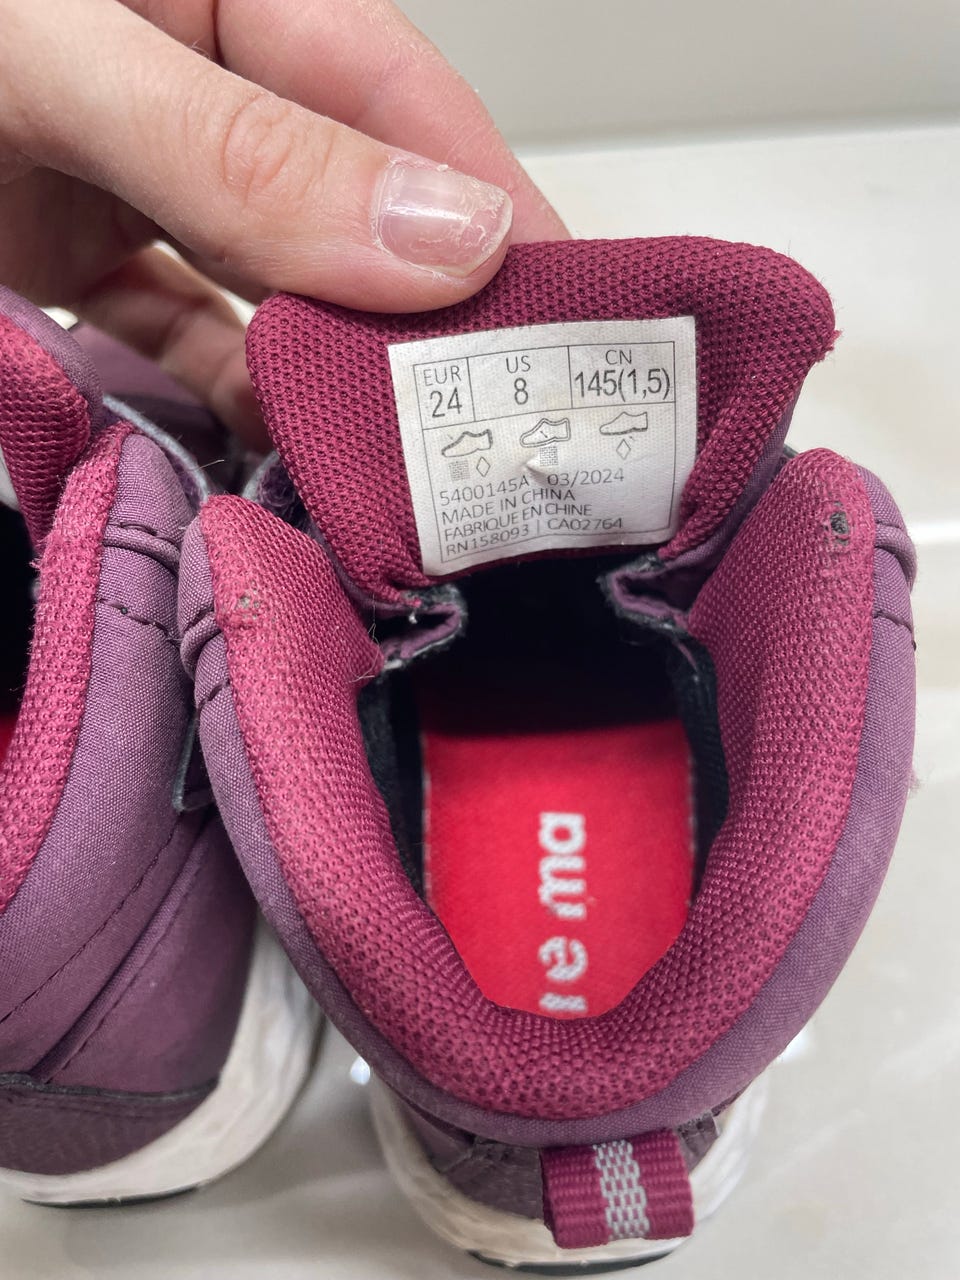 EUR US CN
24 8 145(1,5)
5400145A 03/2024
MADE IN CHINA
FABRIQUE EN CHINE
RN158093 | CA02764